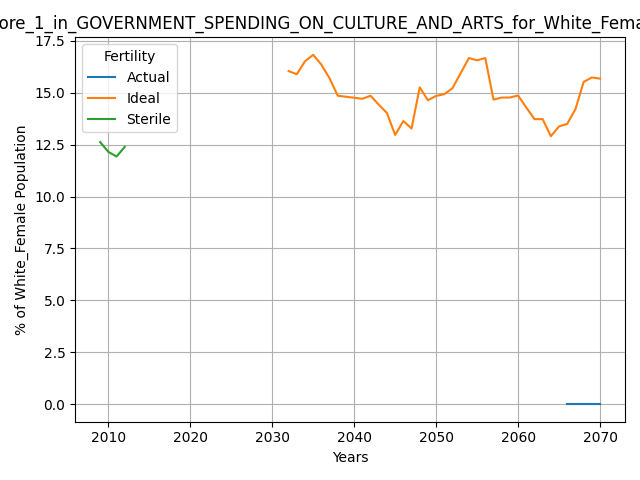 ore_1_in_GOVERNMENT_SPENDING_ON_CULTURE_AND_ARTS_for_White_Fema
Fertility
Actual
Ideal
Sterile
17.5
15.0
12.5
10.0
7.5
5.0
2.5
0.0
% of White_Female Population
2010 2020 2030 2040 2050 2060 2070
Years